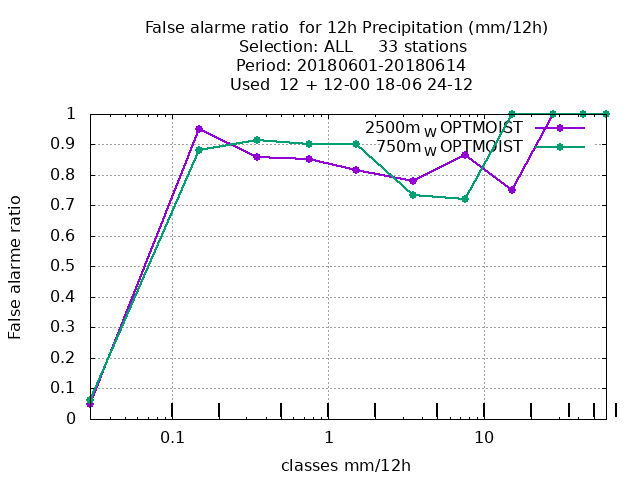 False alarme ratio  for 12h Precipitation (mm/12h)
Selection: ALL     33 stations
Period: 20180601-20180614
Used  12 + 12-00 18-06 24-12
2500m W OPTMOIST
750m W OPTMOIST
1
0.9
0.8
0.7
0.6
0.5
0.4
0.3
0.2
0.1
0
False alarme ratio
0.1 1 10
classes mm/12h